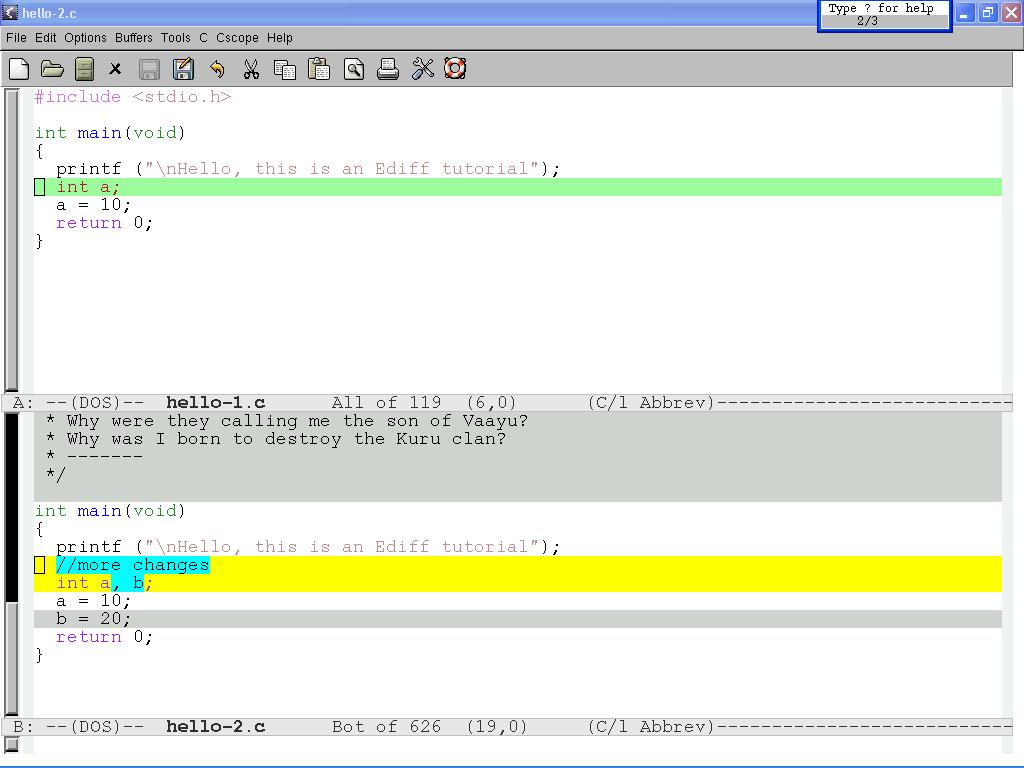 hello-2.c
Type ? for help
2/3
File Edit Options Buffers Tools C Cscope Help
#include <stdio.h>
int main(void)
{
  printf ("\nHello, this is an Ediff tutorial");
  int a;
  a = 10;
  return 0;
}
A: --(DOS)--  hello-1.c      All of 119  (6,0)      (C/l Abbrev)---------------------------
 * Why were they calling me the son of Vaayu?
 * Why was I born to destroy the Kuru clan?
 * -------
 */
int main(void)
{
  printf ("\nHello, this is an Ediff tutorial");
  //more changes
  int a, b;
  a = 10;
  b = 20;
  return 0;
}
B: --(DOS)--  hello-2.c      Bot of 626  (19,0)     (C/l Abbrev)---------------------------